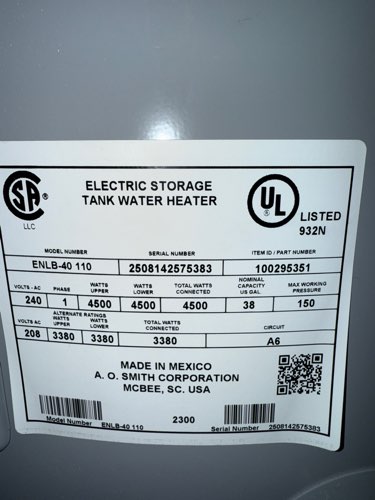 SA®
LLC
ELECTRIC STORAGE
TANK WATER HEATER
UL
LISTED
932N
MODEL NUMBER SERIAL NUMBER ITEM ID / PART NUMBER
ENLB-40 110 2508142575383 100295351
VOLTS - AC PHASE WATTS UPPER WATTS LOWER TOTAL WATTS CONNECTED NOMINAL CAPACITY US GAL. MAX WORKING PRESSURE
240 1 4500 4500 4500 38 150
VOLTS - AC ALTERNATE RATINGS WATTS UPPER WATTS LOWER TOTAL WATTS CONNECTED CIRCUIT
208 3380 3380 3380 A6
MADE IN MEXICO
A. O. SMITH CORPORATION
MCBEE, SC. USA
2300
Model Number ENLB-40 110 Serial Number 2508142575383